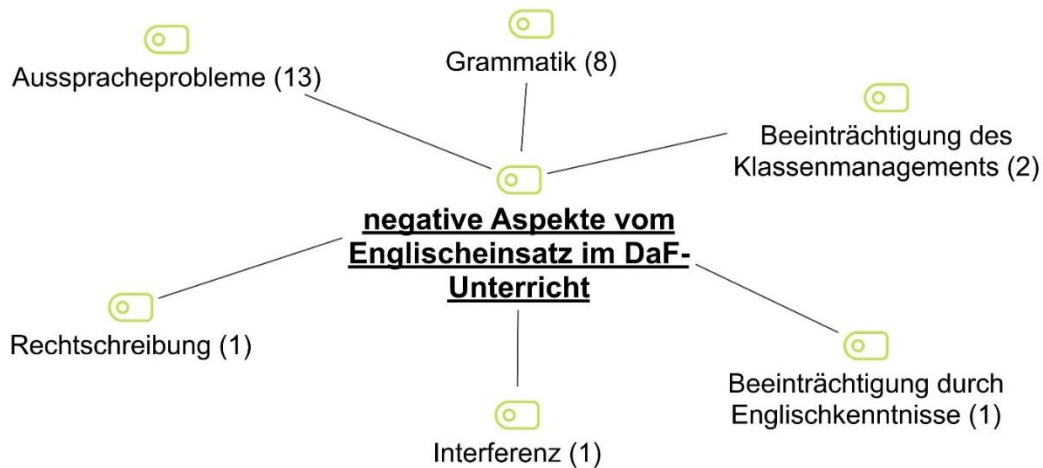 Grammatik (8)
Ausspracheprobleme (13)
Beeinträchtigung des
Klassenmanagements (2)
negative Aspekte vom
Englischeinsatz im DaF-
Unterricht
Rechtschreibung (1)
Beeinträchtigung durch
Englischkenntnisse (1)
Interferenz (1)